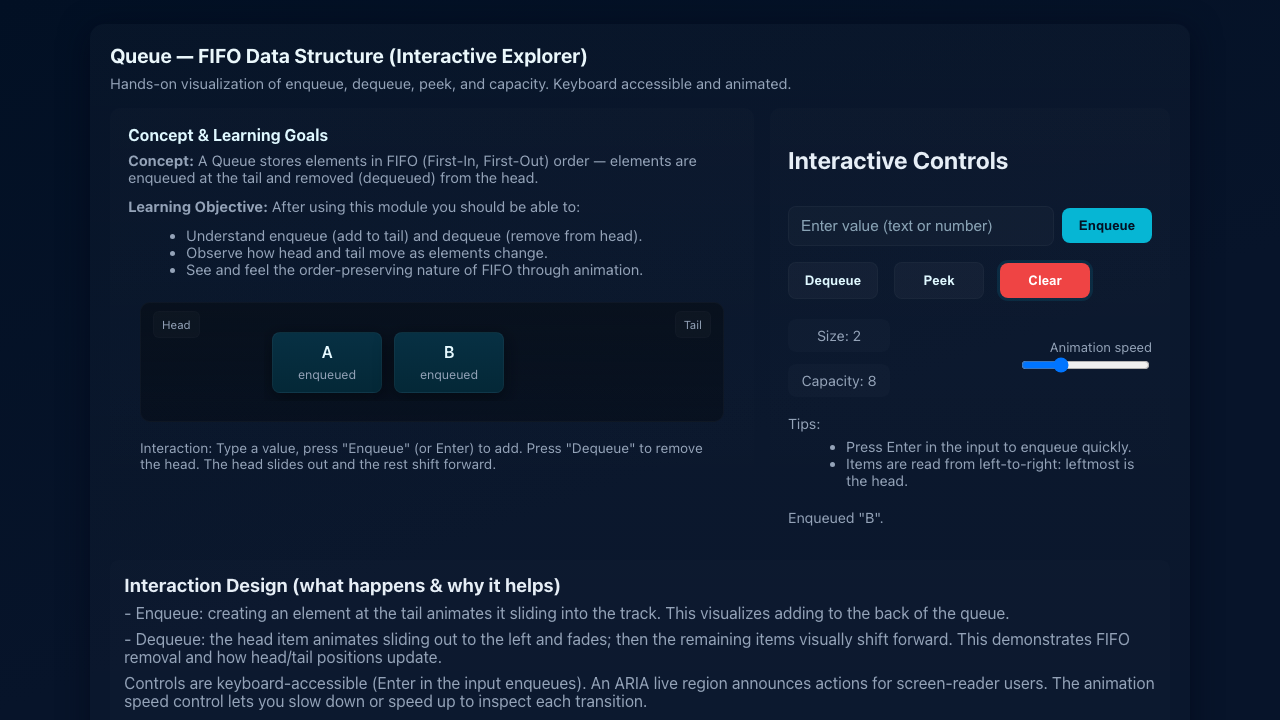 Queue — FIFO Data Structure (Interactive Explorer)
Hands-on visualization of enqueue, dequeue, peek, and capacity. Keyboard accessible and animated.
Concept & Learning Goals
Concept: A Queue stores elements in FIFO (First-In, First-Out) order — elements are
enqueued at the tail and removed (dequeued) from the head.
Learning Objective: After using this module you should be able to:
• Understand enqueue (add to tail) and dequeue (remove from head).
• Observe how head and tail move as elements change.
• See and feel the order-preserving nature of FIFO through animation.
Head
Tail
A
enqueued
B
enqueued
Interaction: Type a value, press "Enqueue" (or Enter) to add. Press "Dequeue" to remove
the head. The head slides out and the rest shift forward.
Interactive Controls
Enter value (text or number)
Enqueue
Dequeue
Peek
Clear
Size: 2
Capacity: 8
Animation speed
Tips:
• Press Enter in the input to enqueue quickly.
• Items are read from left-to-right: leftmost is
the head.
Enqueued "B".
Interaction Design (what happens & why it helps)
- Enqueue: creating an element at the tail animates it sliding into the track. This visualizes adding to the back of the queue.
- Dequeue: the head item animates sliding out to the left and fades; then the remaining items visually shift forward. This demonstrates FIFO
removal and how head/tail positions update.
Controls are keyboard-accessible (Enter in the input enqueues). An ARIA live region announces actions for screen-reader users. The animation
speed control lets you slow down or speed up to inspect each transition.